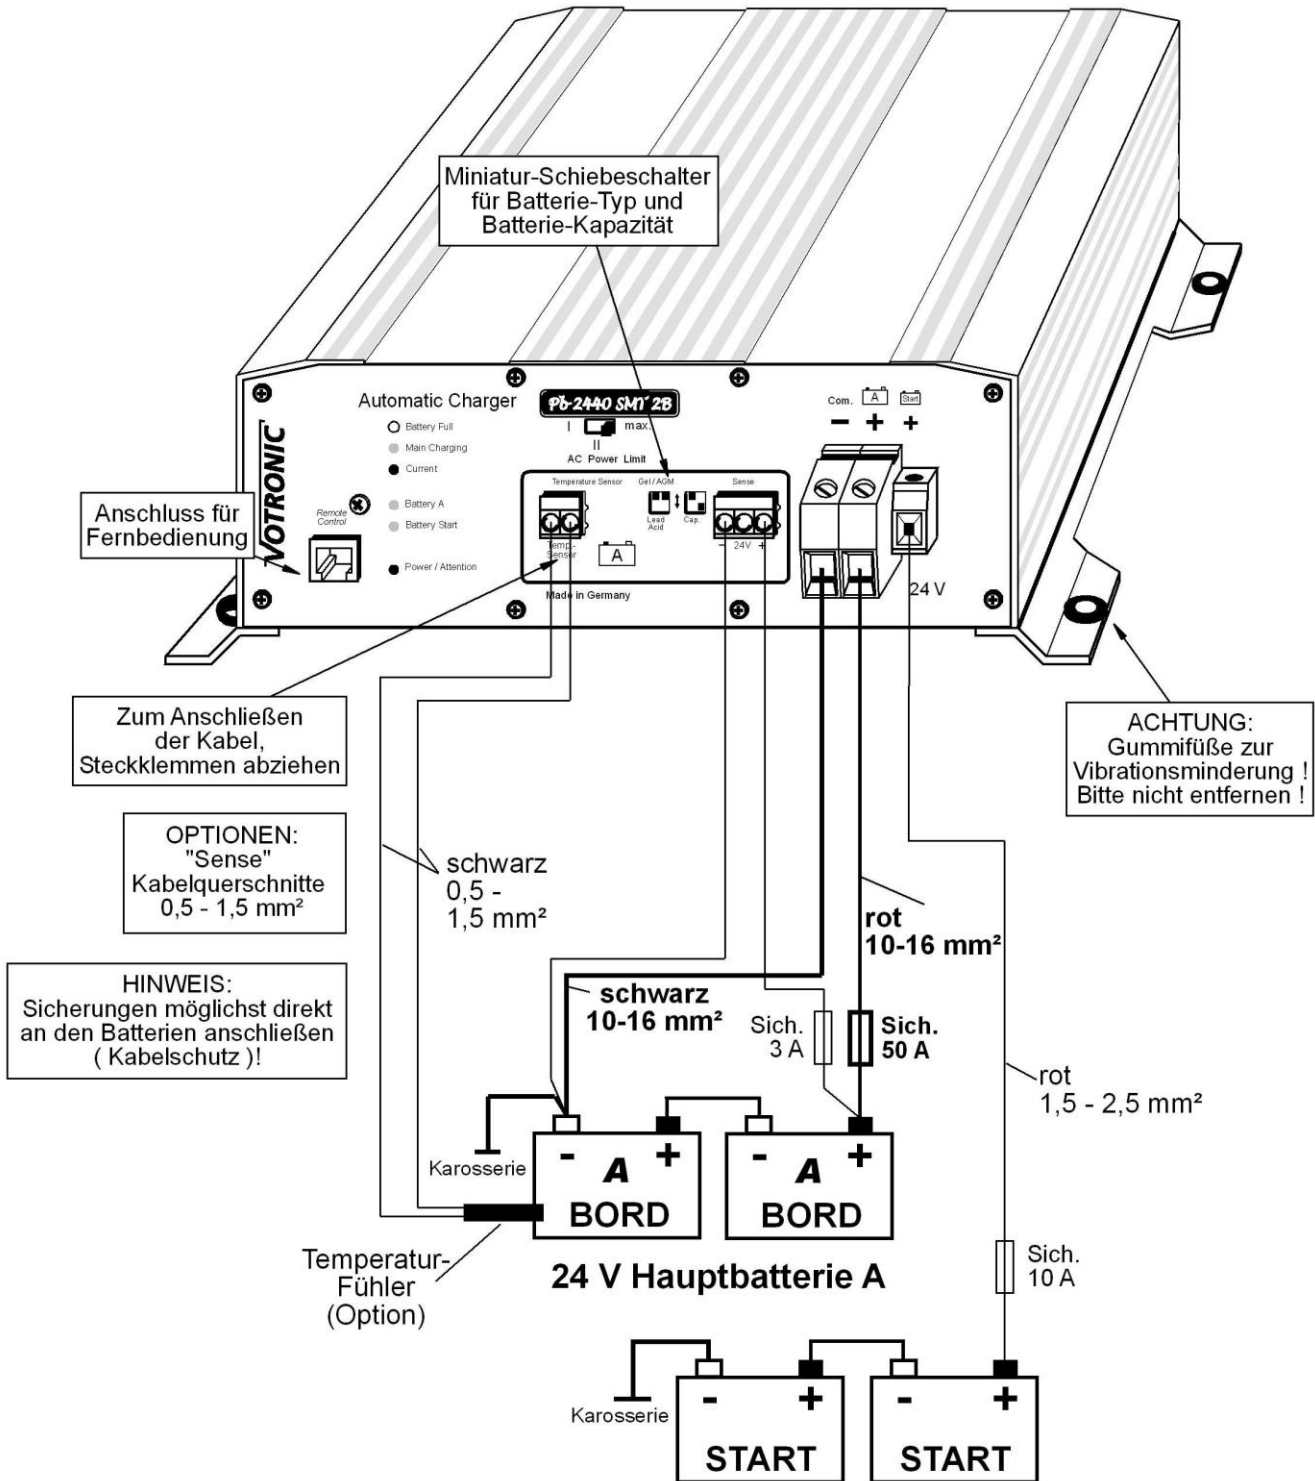 Miniatur-Schiebeschalter
für Batterie-Typ und
Batterie-Kapazität
Automatic Charger
Pb-2440 SMT 2B
Battery Full
Main Charging
Current
Battery A
Battery Start
Power / Attention
I
II
max.
AC Power Limit
VOTRONIC
Remote
Control
Anschluss für
Fernbedienung
Temperature Sensor
Gel / AGM
Sense
Lead
Acid
Cap.
Temp.-
Sensor
A
- 24V +
Made in Germany
Com.
A
Start
- + +
24 V
Zum Anschließen
der Kabel,
Steckklemmen abziehen
ACHTUNG:
Gummifüße zur
Vibrationsminderung !
Bitte nicht entfernen !
OPTIONEN:
"Sense"
Kabelquerschnitte
0,5 - 1,5 mm²
schwarz
0,5 -
1,5 mm²
rot
10-16 mm²
HINWEIS:
Sicherungen möglichst direkt
an den Batterien anschließen
( Kabelschutz )!
schwarz
10-16 mm²
Sich.
3 A
Sich.
50 A
rot
1,5 - 2,5 mm²
Karosserie
- A +
BORD
- A +
BORD
Temperatur-
Fühler
(Option)
24 V Hauptbatterie A
Sich.
10 A
Karosserie
- +
START
- +
START